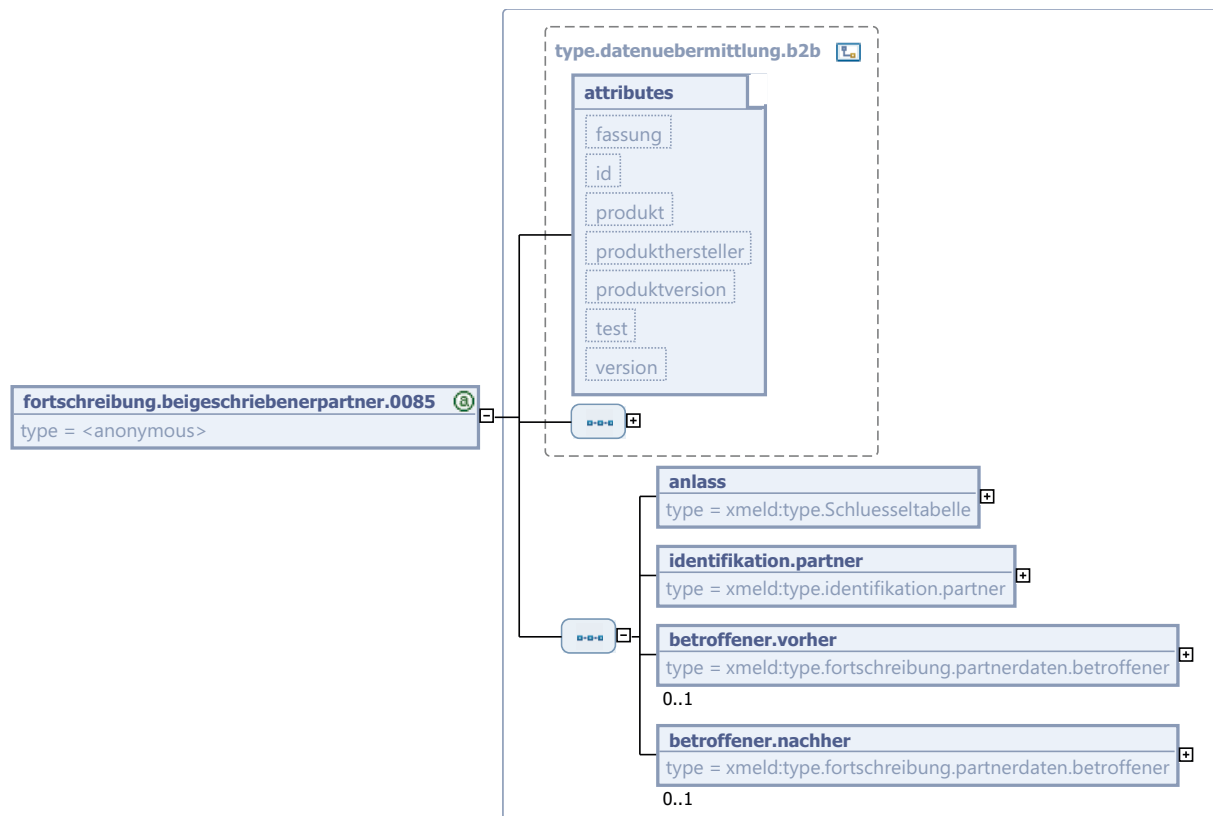 type.datenuebermittlung.b2b
attributes
fassung
id
produkt
produkthersteller
produktversion
test
version
fortschreibung.beigeschriebenerpartner.0085 a
type = <anonymous>
anlass
type = xmeld:type.Schluesseltabelle
identifikation.partner
type = xmeld:type.identifikation.partner
betroffener.vorher
type = xmeld:type.fortschreibung.partnerdaten.betroffener
0..1
betroffener.nachher
type = xmeld:type.fortschreibung.partnerdaten.betroffener
0..1